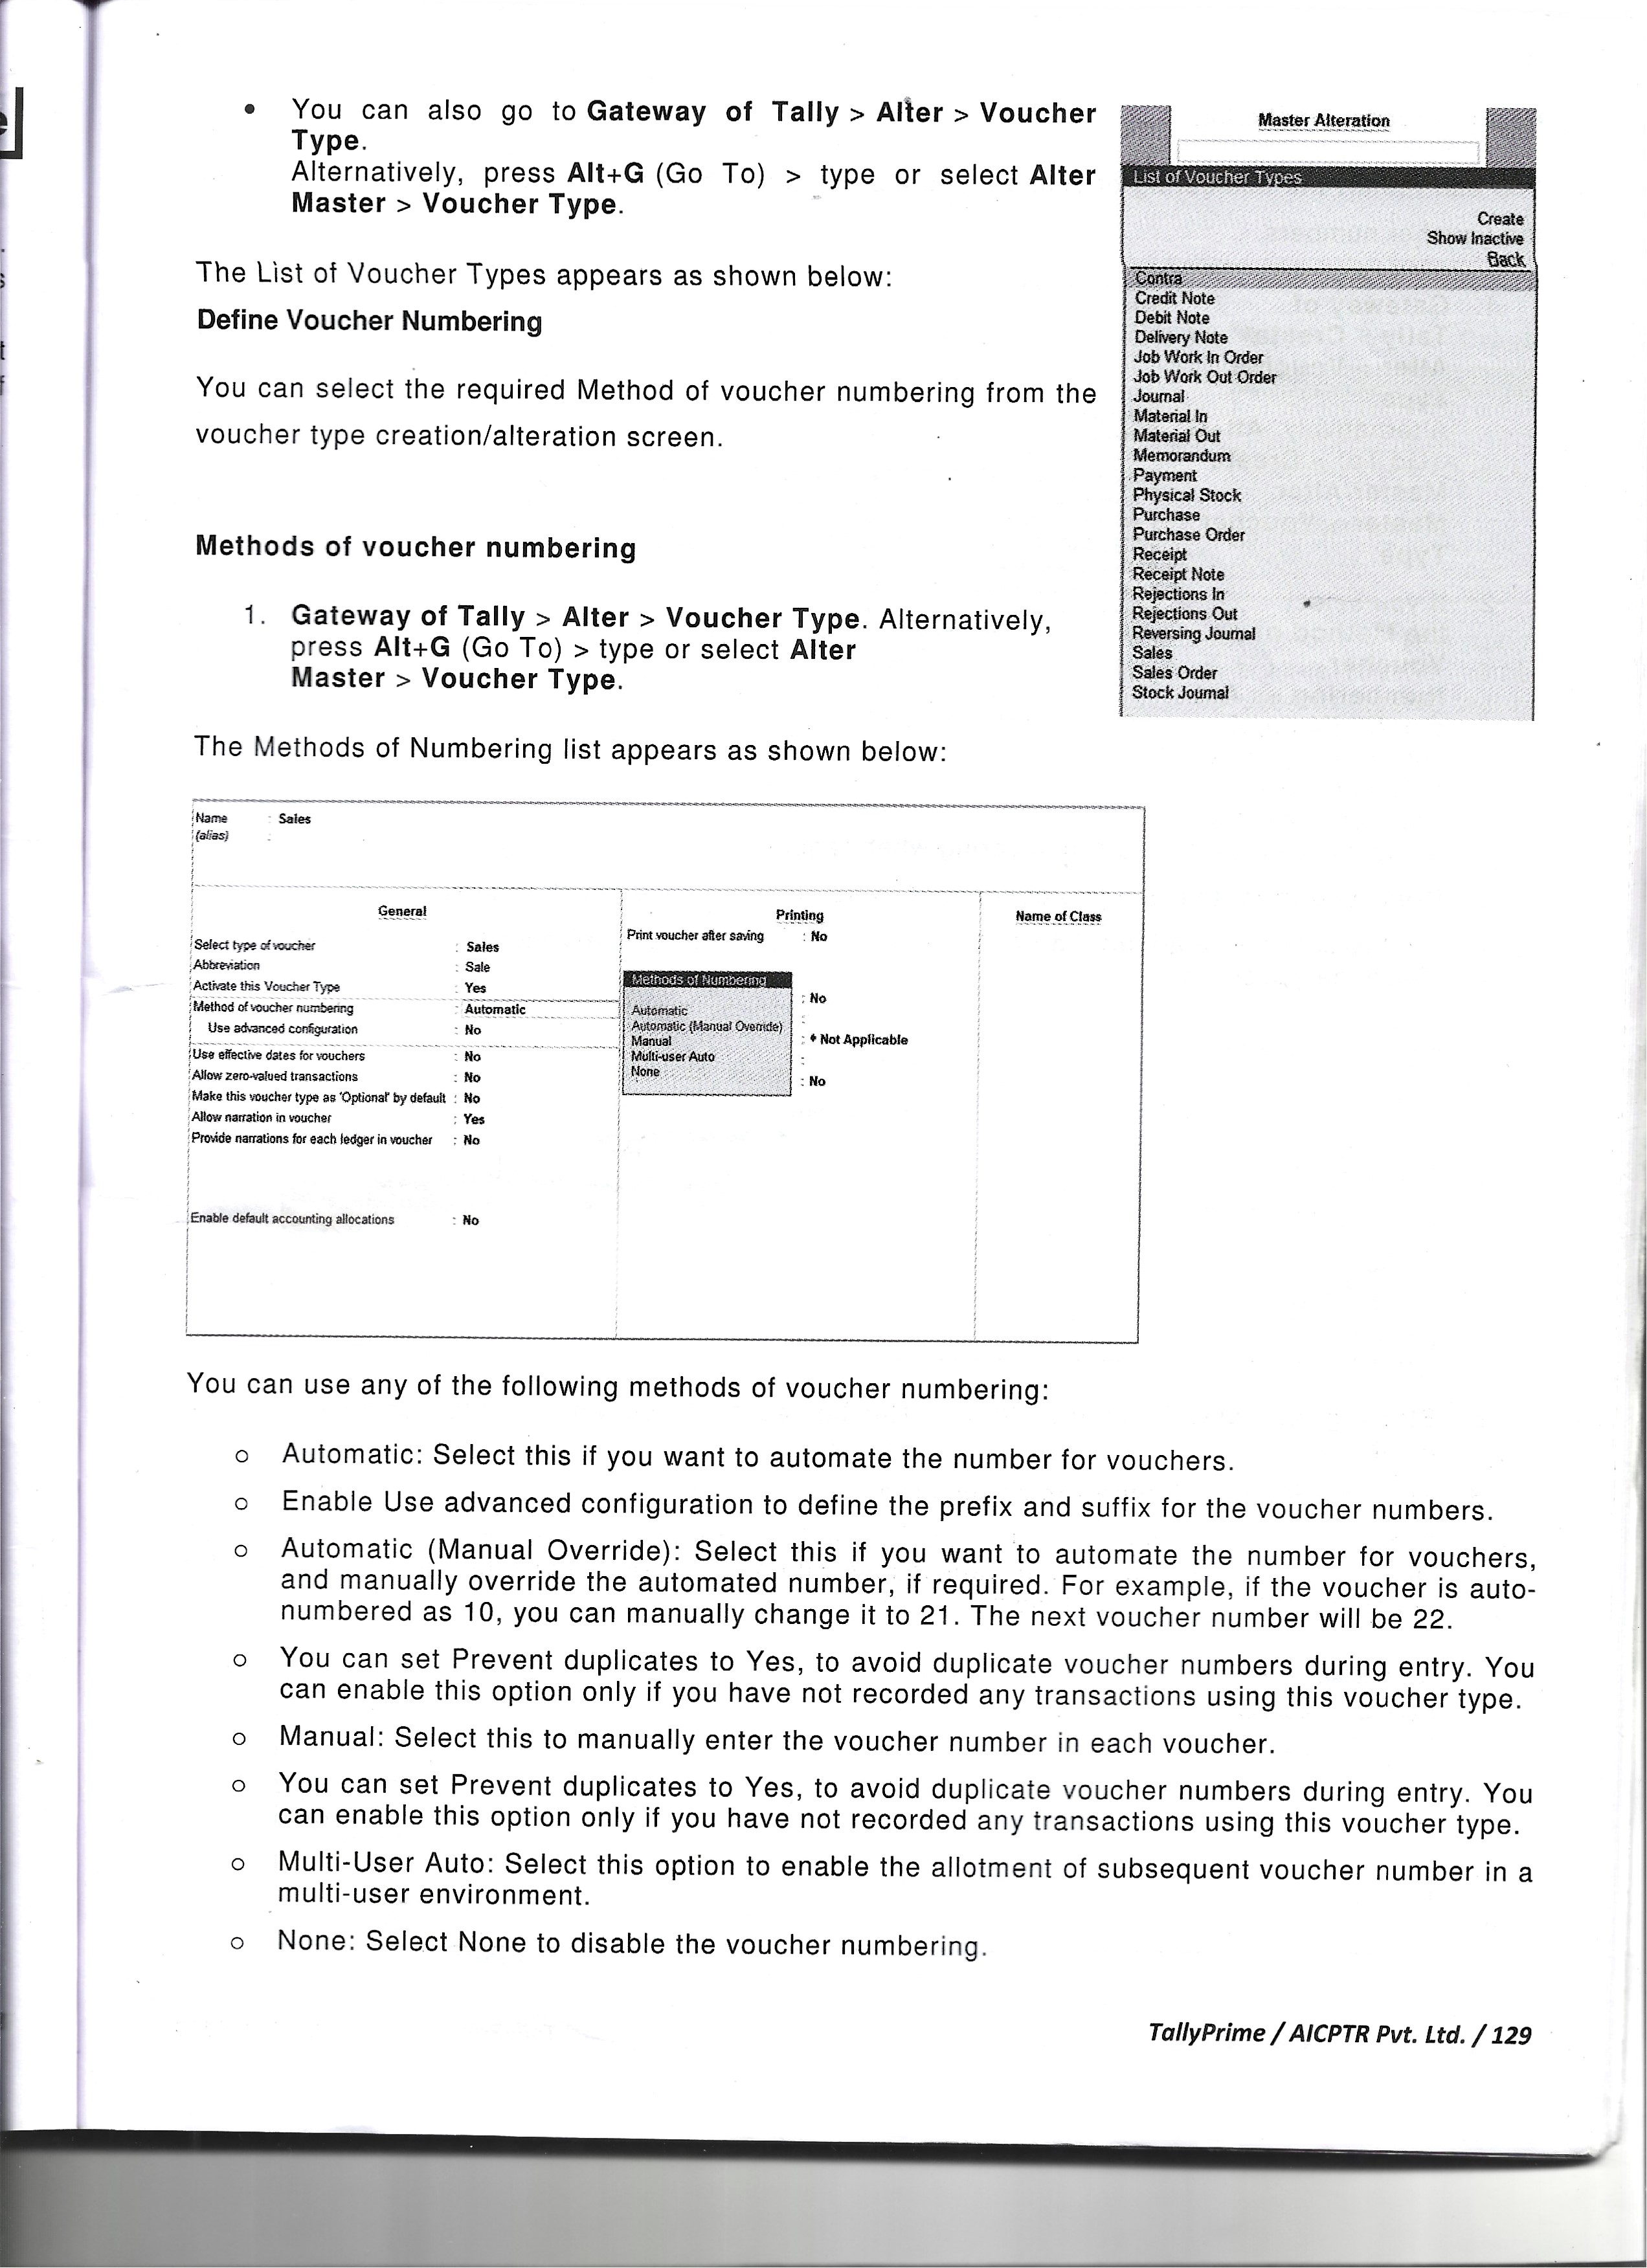 • You can also go to Gateway of Tally > Alter > Voucher
Type.
Alternatively, press Alt+G (Go To) > type or select Alter
Master > Voucher Type.
The List of Voucher Types appears as shown below:
Define Voucher Numbering
You can select the required Method of voucher numbering from the
voucher type creation/alteration screen.
Master Alteration
List of Voucher Types
Create
Show Inactive
Back
Contra
Credit Note
Debit Note
Delivery Note
Job Work In Order
Job Work Out Order
Journal
Material In
Material Out
Memorandum
Payment
Physical Stock
Purchase
Purchase Order
Receipt
Receipt Note
Rejections In
Rejections Out
Reversing Journal
Sales
Sales Order
Stock Journal
Methods of voucher numbering
1. Gateway of Tally > Alter > Voucher Type. Alternatively,
press Alt+G (Go To) > type or select Alter
Master > Voucher Type.
The Methods of Numbering list appears as shown below:
Name : Sales
(alias) :
General
Select type of voucher : Sales
Abbreviation : Sale
Activate this Voucher Type : Yes
Method of voucher numbering : Automatic
Use advanced configuration : No
Use effective dates for vouchers : No
Allow zero-valued transactions : No
Make this voucher type as 'Optional' by default : No
Allow narration in voucher : Yes
Provide narrations for each ledger in voucher : No
Enable default accounting allocations : No
Printing
Print voucher after saving : No
Methods of Numbering
Automatic
Automatic (Manual Override)
Manual
Multi-user Auto
None
: No
:
: ♦ Not Applicable
:
: No
Name of Class
You can use any of the following methods of voucher numbering:
o Automatic: Select this if you want to automate the number for vouchers.
o Enable Use advanced configuration to define the prefix and suffix for the voucher numbers.
o Automatic (Manual Override): Select this if you want to automate the number for vouchers,
and manually override the automated number, if required. For example, if the voucher is auto-
numbered as 10, you can manually change it to 21. The next voucher number will be 22.
o You can set Prevent duplicates to Yes, to avoid duplicate voucher numbers during entry. You
can enable this option only if you have not recorded any transactions using this voucher type.
o Manual: Select this to manually enter the voucher number in each voucher.
o You can set Prevent duplicates to Yes, to avoid duplicate voucher numbers during entry. You
can enable this option only if you have not recorded any transactions using this voucher type.
o Multi-User Auto: Select this option to enable the allotment of subsequent voucher number in a
multi-user environment.
o None: Select None to disable the voucher numbering.
TallyPrime / AICPTR Pvt. Ltd. / 129